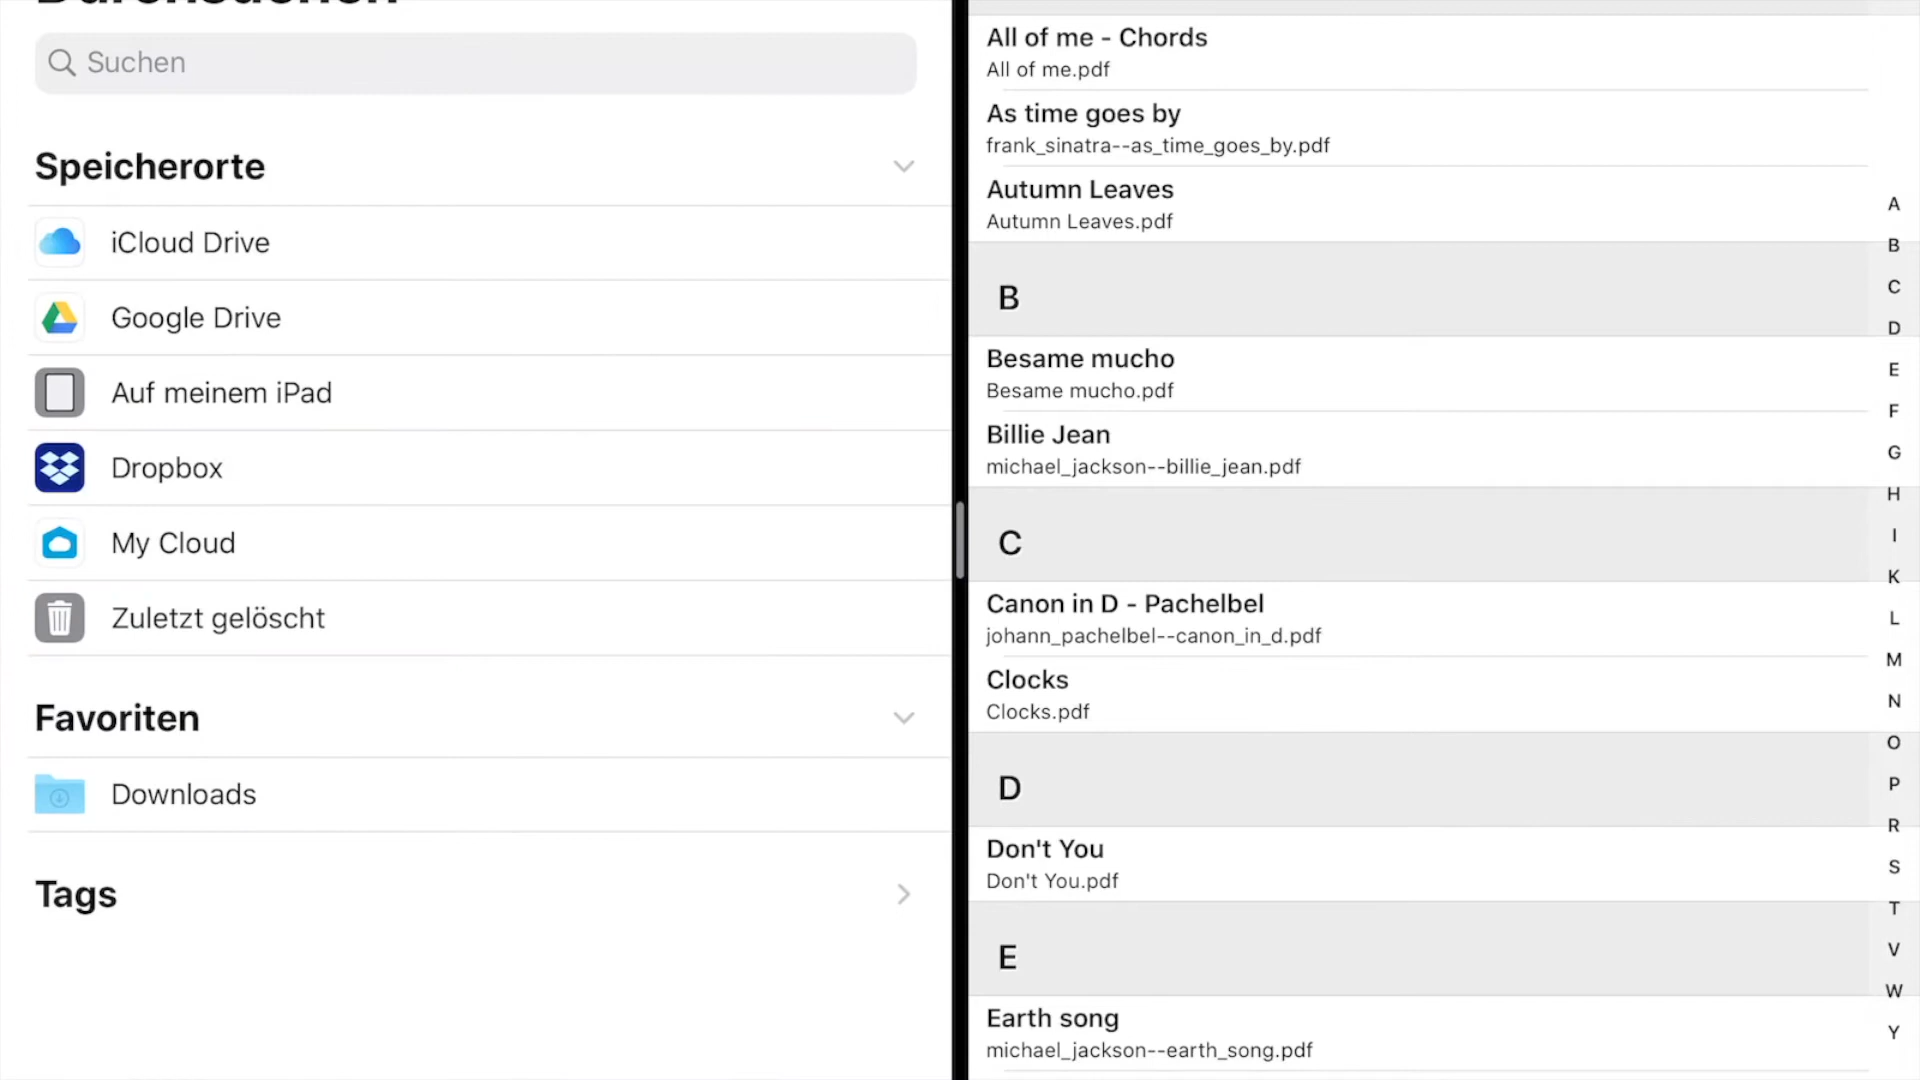 Durchsuchen
Suchen
Speicherorte
iCloud Drive
Google Drive
Auf meinem iPad
Dropbox
My Cloud
Zuletzt gelöscht
Favoriten
Downloads
Tags
All of me - Chords
All of me.pdf
As time goes by
frank_sinatra--as_time_goes_by.pdf
Autumn Leaves
Autumn Leaves.pdf
B
Besame mucho
Besame mucho.pdf
Billie Jean
michael_jackson--billie_jean.pdf
C
Canon in D - Pachelbel
johann_pachelbel--canon_in_d.pdf
Clocks
Clocks.pdf
D
Don't You
Don't You.pdf
E
Earth song
michael_jackson--earth_song.pdf
A
B
C
D
E
F
G
H
I
K
L
M
N
O
P
R
S
T
V
W
Y